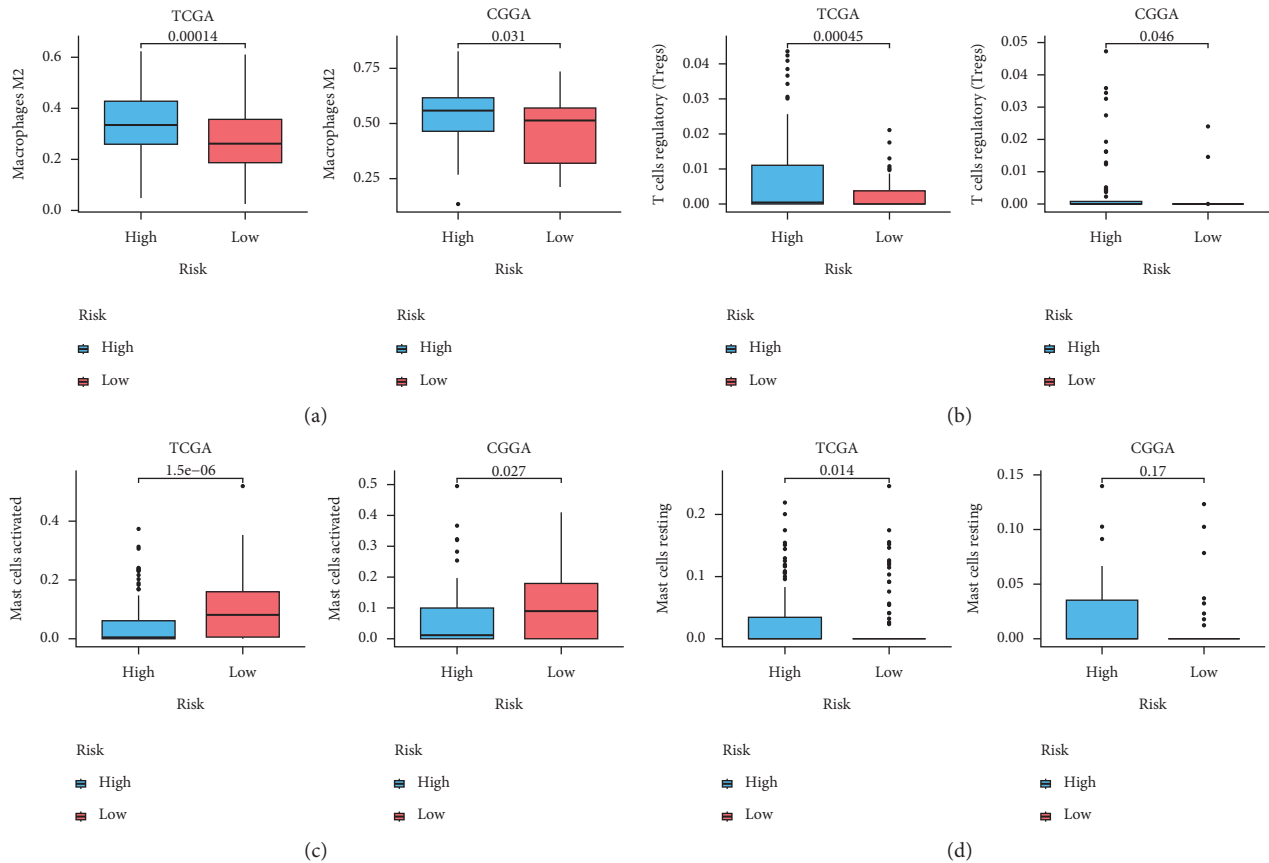 TCGA
0.00014
Macrophages M2
0.6
0.4
0.2
0.0
High
Low
Risk
Risk
High
Low
CGGA
0.031
Macrophages M2
0.75
0.50
0.25
High
Low
Risk
Risk
High
Low
(a)
TCGA
0.00045
T cells regulatory (Tregs)
0.04
0.03
0.02
0.01
0.00
High
Low
Risk
Risk
High
Low
CGGA
0.046
T cells regulatory (Tregs)
0.05
0.04
0.03
0.02
0.01
0.00
High
Low
Risk
Risk
High
Low
(b)
TCGA
1.5e−06
Mast cells activated
0.4
0.2
0.0
High
Low
Risk
Risk
High
Low
CGGA
0.027
Mast cells activated
0.5
0.4
0.3
0.2
0.1
0.0
High
Low
Risk
Risk
High
Low
(c)
TCGA
0.014
Mast cells resting
0.2
0.1
0.0
High
Low
Risk
Risk
High
Low
CGGA
0.17
Mast cells resting
0.15
0.10
0.05
0.00
High
Low
Risk
Risk
High
Low
(d)